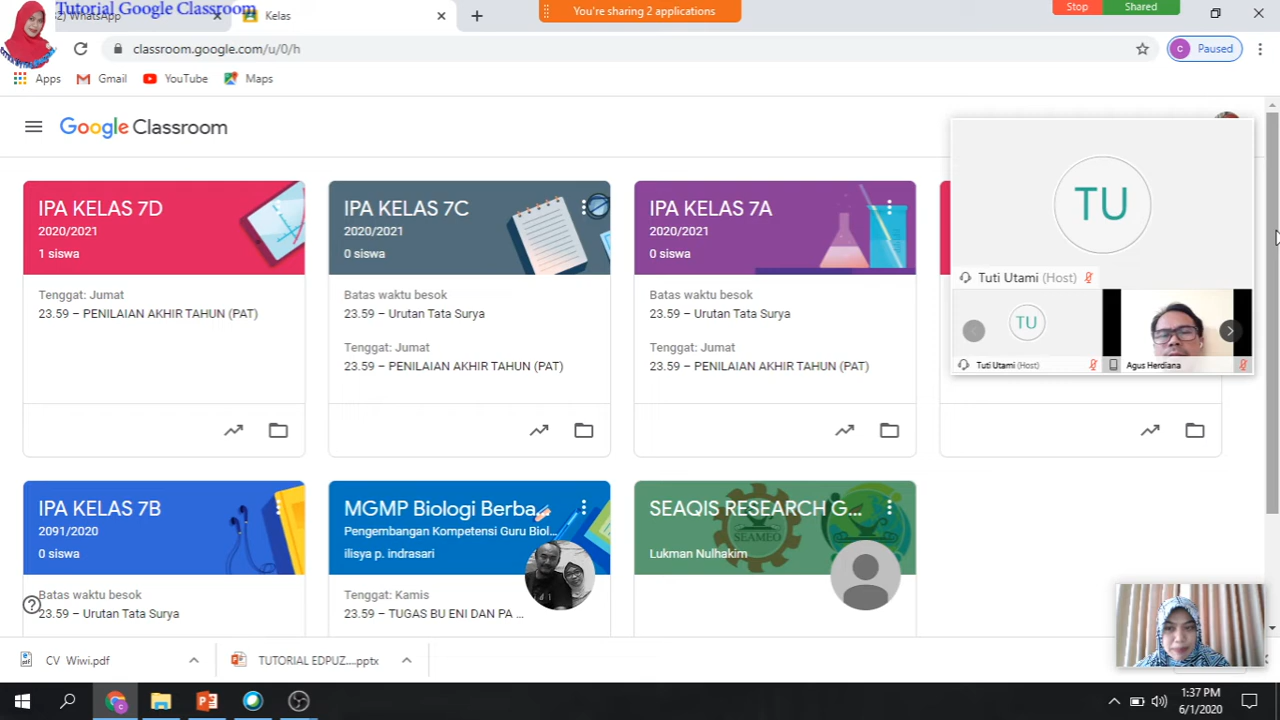 Tutorial Google Classroom
WhatsApp
Kelas
You're sharing 2 applications
Stop
Shared
classroom.google.com/u/0/h
C
Paused
Apps
Gmail
YouTube
Maps
Google Classroom
IPA KELAS 7D
2020/2021
1 siswa
Tenggat: Jumat
23.59 – PENILAIAN AKHIR TAHUN (PAT)
IPA KELAS 7C
2020/2021
0 siswa
Batas waktu besok
23.59 – Urutan Tata Surya
Tenggat: Jumat
23.59 – PENILAIAN AKHIR TAHUN (PAT)
IPA KELAS 7A
2020/2021
0 siswa
Batas waktu besok
23.59 – Urutan Tata Surya
Tenggat: Jumat
23.59 – PENILAIAN AKHIR TAHUN (PAT)
TU
Tuti Utami (Host)
TU
Tuti Utami (Host)
Agus Herdiana
IPA KELAS 7B
2091/2020
0 siswa
Batas waktu besok
23.59 – Urutan Tata Surya
MGMP Biologi Berba...
Pengembangan Kompetensi Guru Biol...
ilisya p. indrasari
Tenggat: Kamis
23.59 – TUGAS BU ENI DAN PA ...
SEAQIS RESEARCH G...
SEAMEO
Lukman Nulhakim
CV Wiwi.pdf
TUTORIAL EDPUZ....pptx
1:37 PM
6/1/2020